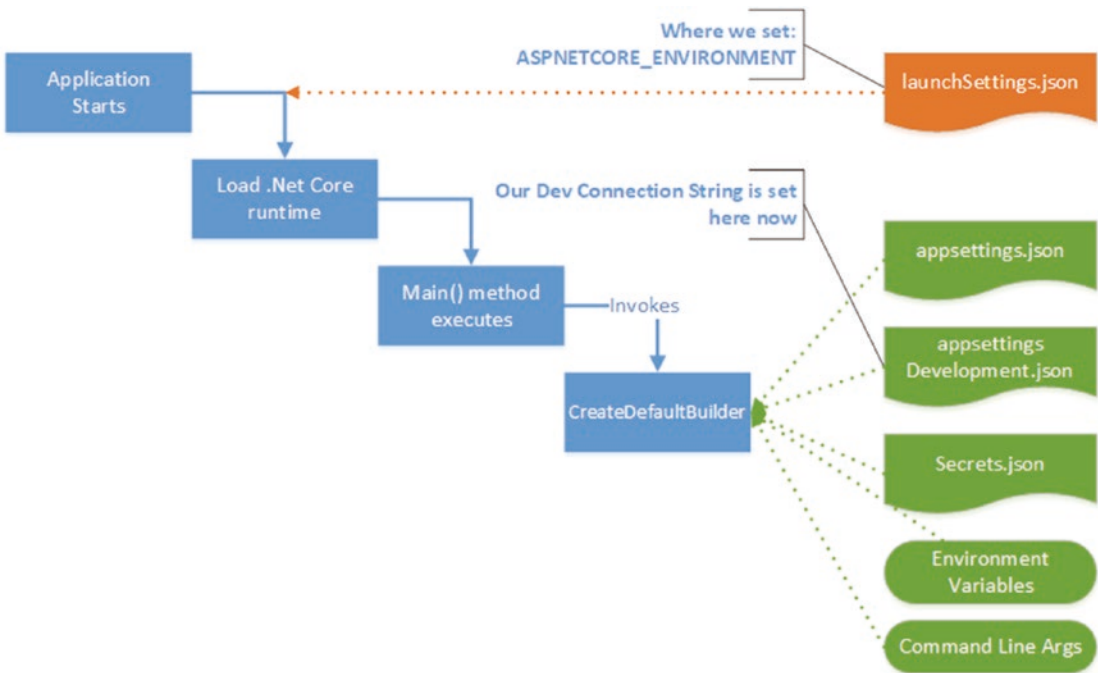 Where we set:
ASPNETCORE_ENVIRONMENT
Application
Starts
launchSettings.json
Load .Net Core
runtime
Our Dev Connection String is set
here now
appsettings.json
Main() method
executes
Invokes
appsettings
Development.json
CreateDefaultBuilder
Secrets.json
Environment
Variables
Command Line Args